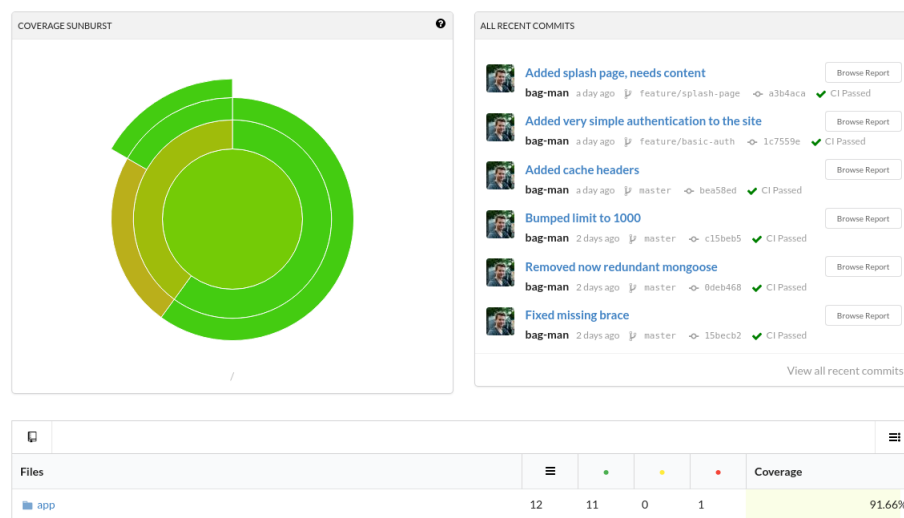 COVERAGE SUNBURST
/
ALL RECENT COMMITS
Added splash page, needs content
Browse Report
bag-man a day ago feature/splash-page a3b4aca CI Passed
Added very simple authentication to the site
Browse Report
bag-man a day ago feature/basic-auth 1c7559e CI Passed
Added cache headers
Browse Report
bag-man a day ago master bea58ed CI Passed
Bumped limit to 1000
Browse Report
bag-man 2 days ago master c15beb5 CI Passed
Removed now redundant mongoose
Browse Report
bag-man 2 days ago master 0deb468 CI Passed
Fixed missing brace
Browse Report
bag-man 2 days ago master 15becb2 CI Passed
View all recent commits
Files Coverage
app 12 11 0 1 91.66%